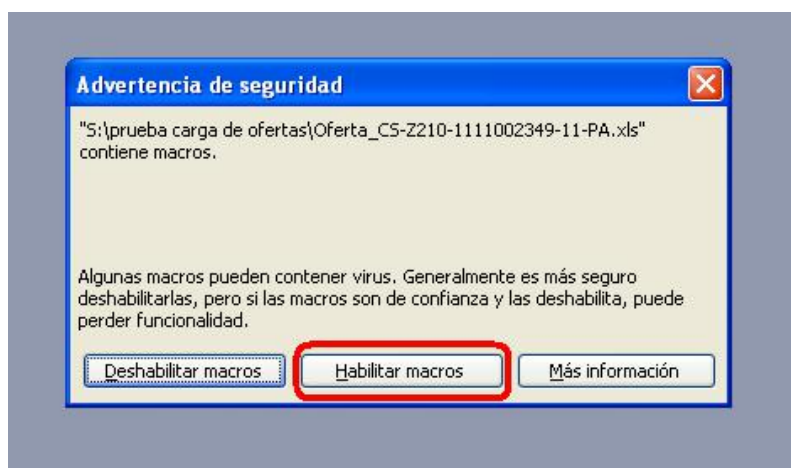 Advertencia de seguridad
"S:\prueba carga de ofertas\Oferta_CS-Z210-1111002349-11-PA.xls"
contiene macros.
Algunas macros pueden contener virus. Generalmente es más seguro
deshabilitarlas, pero si las macros son de confianza y las deshabilita, puede
perder funcionalidad.
Deshabilitar macros Habilitar macros Más información